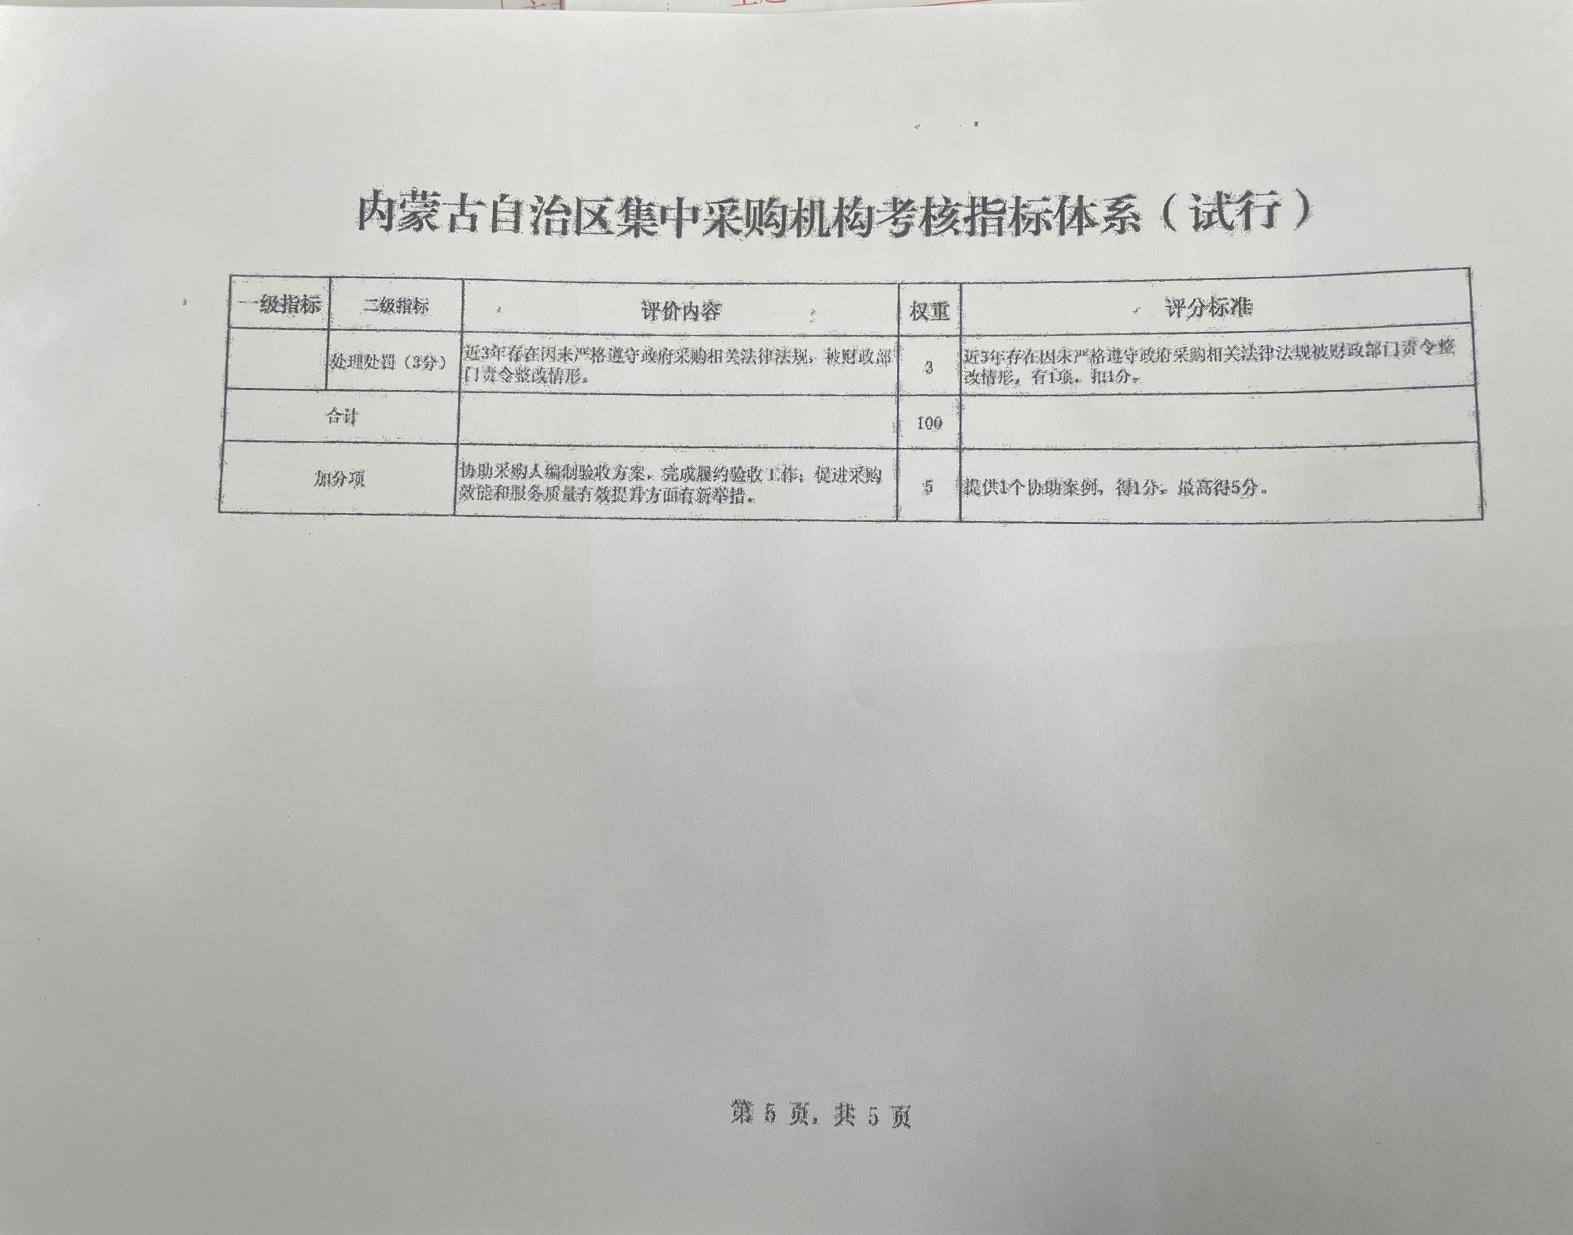 内蒙古自治区集中采购机构考核指标体系（试行）
一级指标 二级指标 评价内容 权重 评分标准
处理处罚（3分） 近3年存在因未严格遵守政府采购相关法律法规，被财政部 3 近3年存在因未严格遵守政府采购相关法律法规被财政部门责令整
门责令整改情形。 改情形，有1项，扣1分。
合计 100
加分项 协助采购人编制验收方案，完成履约验收工作；促进采购 5 提供1个协助案例，得1分，最高得5分。
效能和服务质量有效提升方面有新举措。
第 5 页，共 5 页